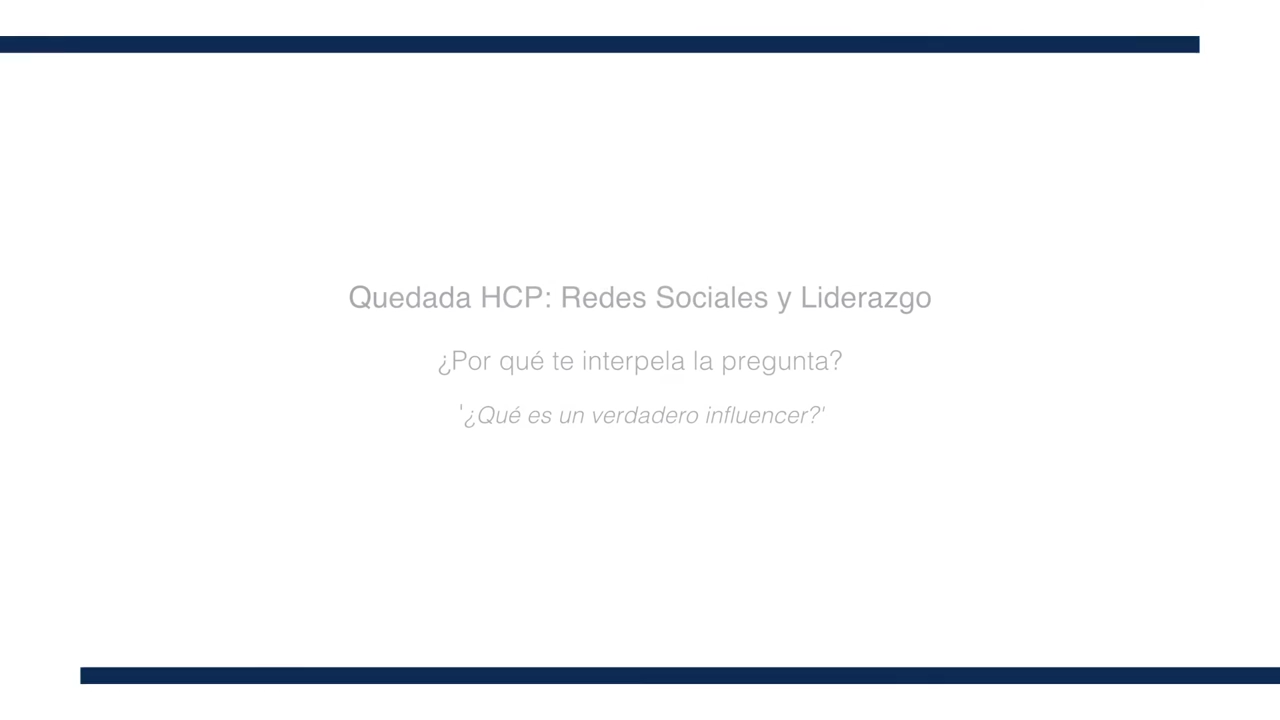 Quedada HCP: Redes Sociales y Liderazgo
¿Por qué te interpela la pregunta?
'¿Qué es un verdadero influencer?'